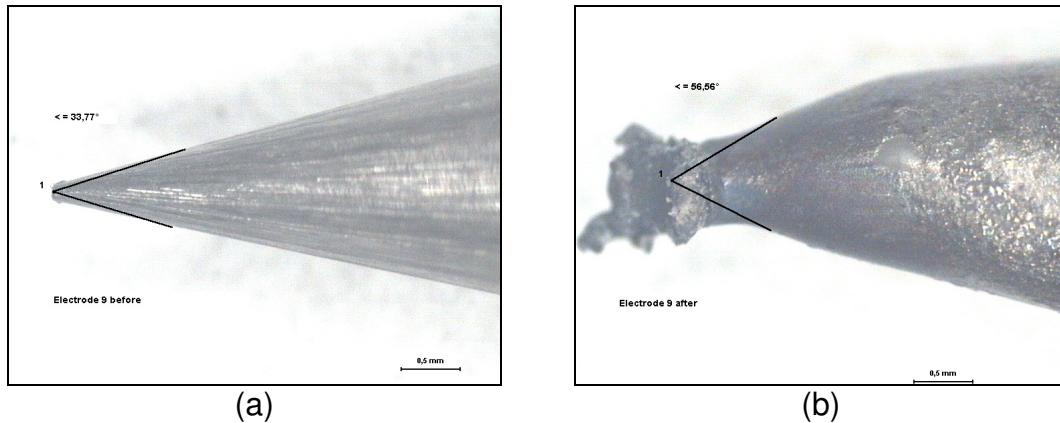 < = 33,77°
1
Electrode 9 before
0,5 mm
(a)
< = 56,56°
1
Electrode 9 after
0,5 mm
(b)